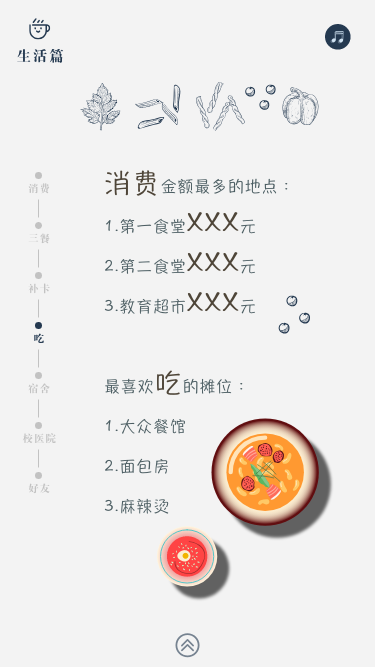 生活篇
消费金额最多的地点：
1.第一食堂XXX元
2.第二食堂XXX元
3.教育超市XXX元
消费
三餐
补卡
吃
宿舍
校医院
好友
最喜欢吃的摊位：
1.大众餐馆
2.面包房
3.麻辣烫